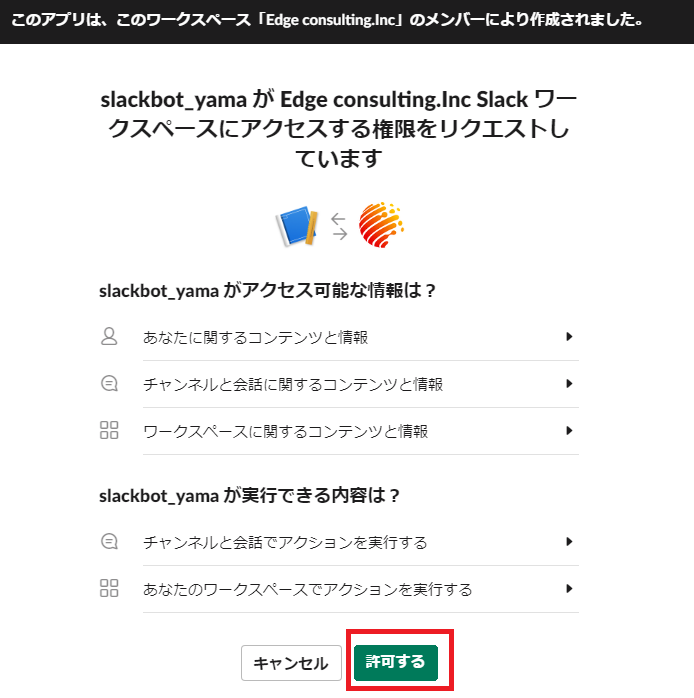 このアプリは、このワークスペース「Edge consulting.Inc」のメンバーにより作成されました。
slackbot_yama が Edge consulting.Inc Slack ワー
クスペースにアクセスする権限をリクエストし
ています
slackbot_yama がアクセス可能な情報は？
あなたに関するコンテンツと情報
チャンネルと会話に関するコンテンツと情報
ワークスペースに関するコンテンツと情報
slackbot_yama が実行できる内容は？
チャンネルと会話でアクションを実行する
あなたのワークスペースでアクションを実行する
キャンセル
許可する